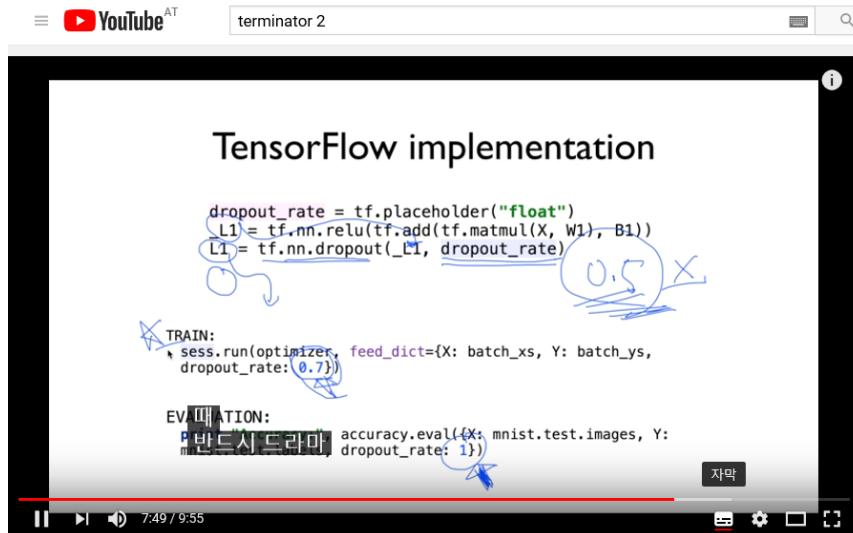 YouTube AT
terminator 2
TensorFlow implementation
dropout_rate = tf.placeholder("float")
_L1 = tf.nn.relu(tf.add(tf.matmul(X, W1), B1))
L1 = tf.nn.dropout(_L1, dropout_rate)
0.5 X
TRAIN:
sess.run(optimizer, feed_dict={X: batch_xs, Y: batch_ys,
dropout_rate: 0.7})
EVALUATION:
때
반드시 드라마
accuracy.eval({X: mnist.test.images, Y:
dropout_rate: 1})
자막
7:49 / 9:55